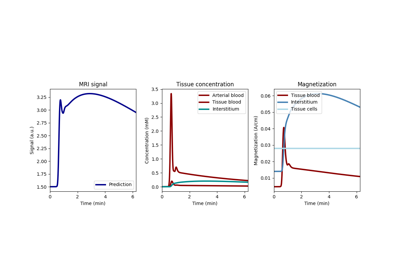 MRI signal
Signal (a.u.)
3.25
3.00
2.75
2.50
2.25
2.00
1.75
1.50
Prediction
0
2
4
6
Time (min)
Tissue concentration
Concentration (mM)
3.5
3.0
2.5
2.0
1.5
1.0
0.5
0.0
Arterial blood
Tissue blood
Interstitium
0
2
4
6
Time (min)
Magnetization
Magnetization (A/cm)
0.06
0.05
0.04
0.03
0.02
0.01
Tissue blood
Interstitium
Tissue cells
0
2
4
6
Time (min)